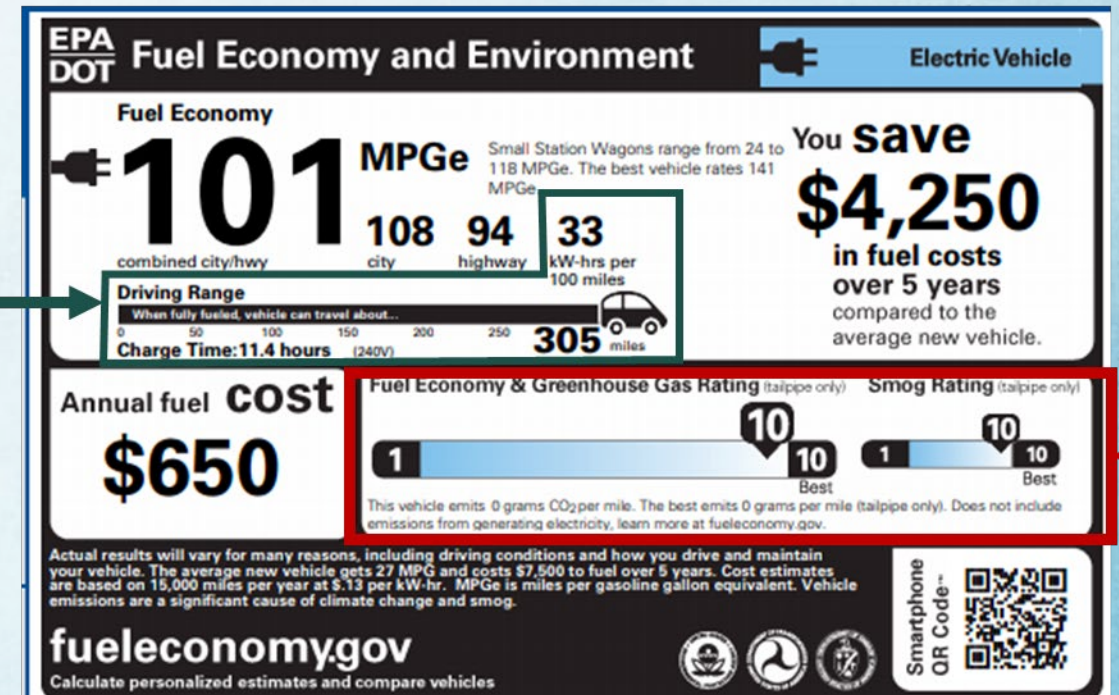 EPA
DOT
Fuel Economy and Environment
Electric Vehicle
Fuel Economy
101
MPGe
Small Station Wagons range from 24 to
118 MPGe. The best vehicle rates 141
MPGe.
108
94
33
combined city/hwy
city
highway
kW-hrs per
100 miles
Driving Range
When fully fueled, vehicle can travel about...
0 50 100 150 200 250 305 miles
Charge Time: 11.4 hours (240V)
You save
$4,250
in fuel costs
over 5 years
compared to the
average new vehicle.
Annual fuel cost
$650
Fuel Economy & Greenhouse Gas Rating (tailpipe only)
10
1
10
Best
Smog Rating (tailpipe only)
10
1
10
Best
This vehicle emits 0 grams CO₂ per mile. The best emits 0 grams per mile (tailpipe only). Does not include
emissions from generating electricity, learn more at fueleconomy.gov.
Actual results will vary for many reasons, including driving conditions and how you drive and maintain
your vehicle. The average new vehicle gets 27 MPG and costs $7,500 to fuel over 5 years. Cost estimates
are based on 15,000 miles per year at $.13 per kW-hr. MPGe is miles per gasoline gallon equivalent. Vehicle
emissions are a significant cause of climate change and smog.
fueleconomy.gov
Calculate personalized estimates and compare vehicles
Smartphone
QR Code™